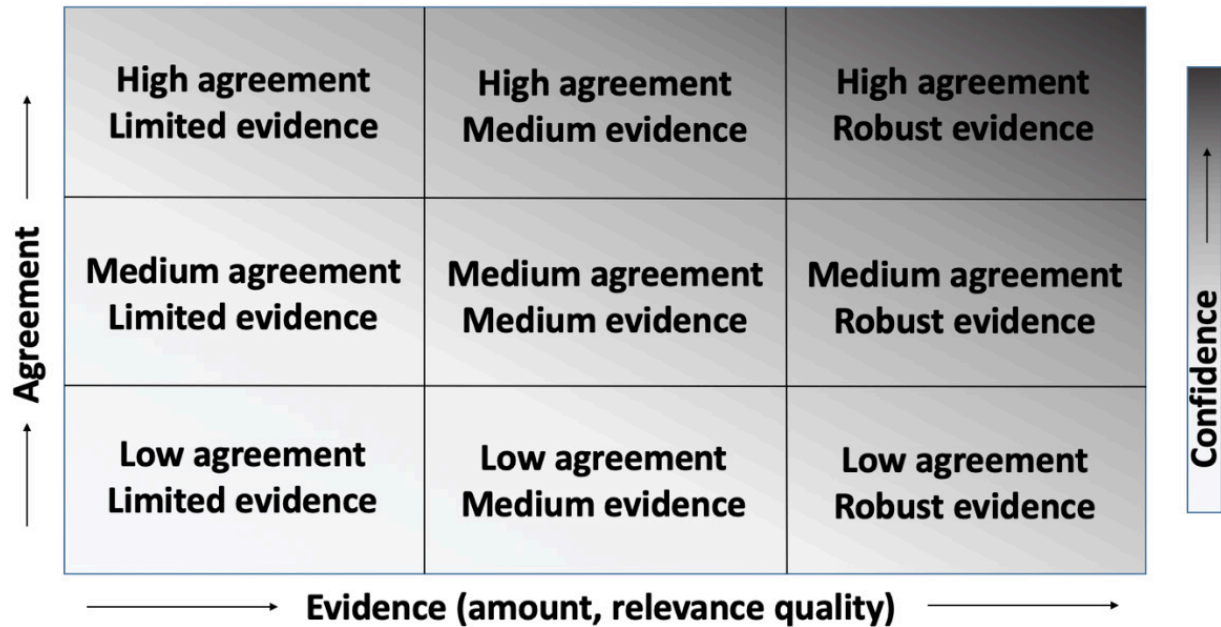 High agreement
Limited evidence
High agreement
Medium evidence
High agreement
Robust evidence
Medium agreement
Limited evidence
Medium agreement
Medium evidence
Medium agreement
Robust evidence
Low agreement
Limited evidence
Low agreement
Medium evidence
Low agreement
Robust evidence
Agreement
Evidence (amount, relevance quality)
Confidence